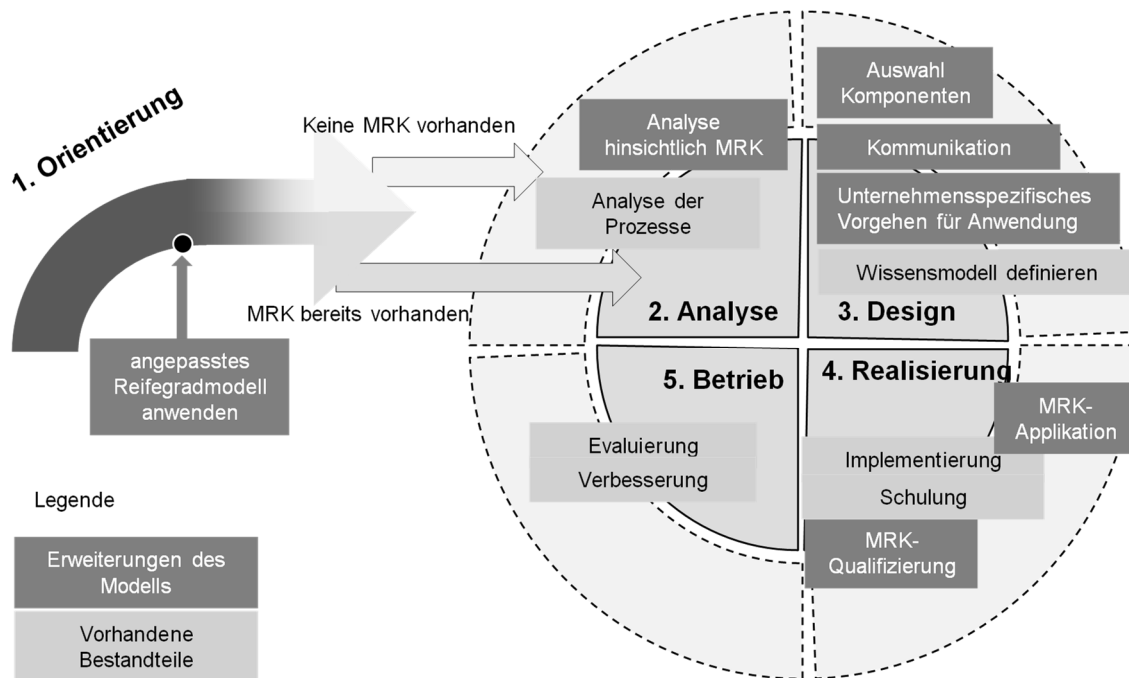 1. Orientierung
Keine MRK vorhanden
MRK bereits vorhanden
angepasstes
Reifegradmodell
anwenden
Analyse
hinsichtlich MRK
Analyse der
Prozesse
2. Analyse
Auswahl
Komponenten
Kommunikation
Unternehmensspezifisches
Vorgehen für Anwendung
Wissensmodell definieren
3. Design
4. Realisierung
MRK-
Applikation
Implementierung
Schulung
MRK-
Qualifizierung
5. Betrieb
Evaluierung
Verbesserung
Legende
Erweiterungen des
Modells
Vorhandene
Bestandteile